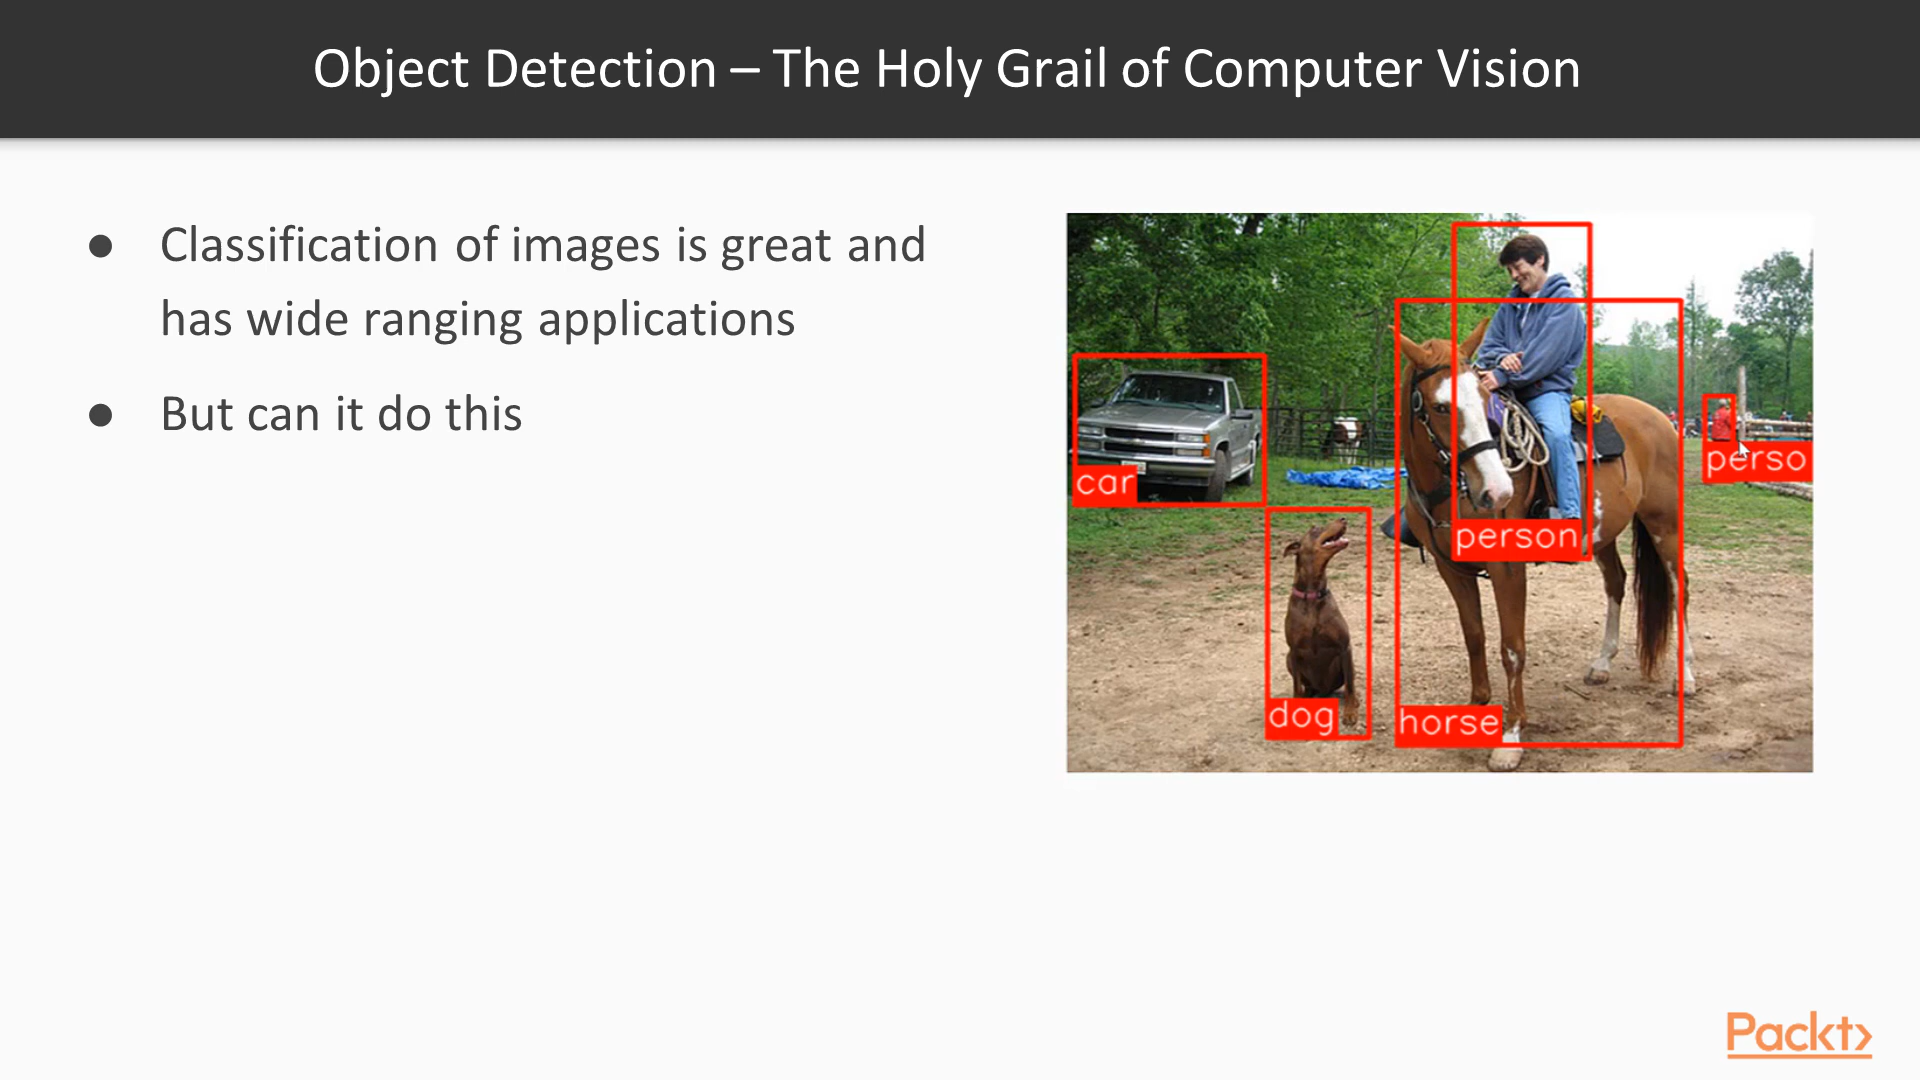 Object Detection – The Holy Grail of Computer Vision
● Classification of images is great and
has wide ranging applications
● But can it do this
car
person
perso
dog
horse
Packt>